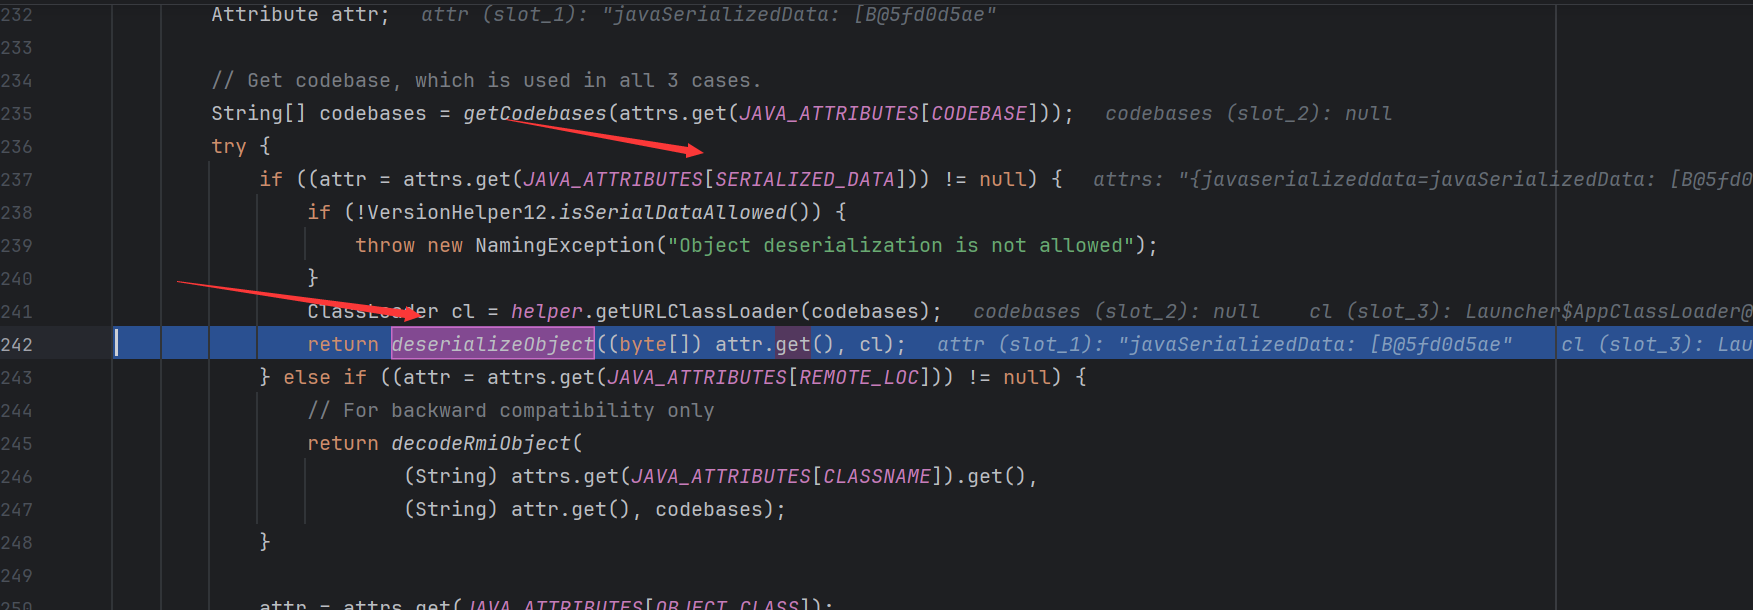 232 Attribute attr; attr (slot_1): "javaSerializedData: [B@5fd0d5ae"
233
234 // Get codebase, which is used in all 3 cases.
235 String[] codebases = getCodebases(attrs.get(JAVA_ATTRIBUTES[CODEBASE])); codebases (slot_2): null
236 try {
237 if ((attr = attrs.get(JAVA_ATTRIBUTES[SERIALIZED_DATA])) != null) { attrs: "{javaserializeddata=javaSerializedData: [B@5fd0
238 if (!VersionHelper12.isSerialDataAllowed()) {
239 throw new NamingException("Object deserialization is not allowed");
240 }
241 ClassLoader cl = helper.getURLClassLoader(codebases); codebases (slot_2): null cl (slot_3): Launcher$AppClassLoader@
242 return deserializeObject((byte[]) attr.get(), cl); attr (slot_1): "javaSerializedData: [B@5fd0d5ae" cl (slot_3): Lau
243 } else if ((attr = attrs.get(JAVA_ATTRIBUTES[REMOTE_LOC])) != null) {
244 // For backward compatibility only
245 return decodeRmiObject(
246 (String) attrs.get(JAVA_ATTRIBUTES[CLASSNAME]).get(),
247 (String) attr.get(), codebases);
248 }
249
250 attr = attrs.get(JAVA_ATTRIBUTES[OBJECT_CLASS]);